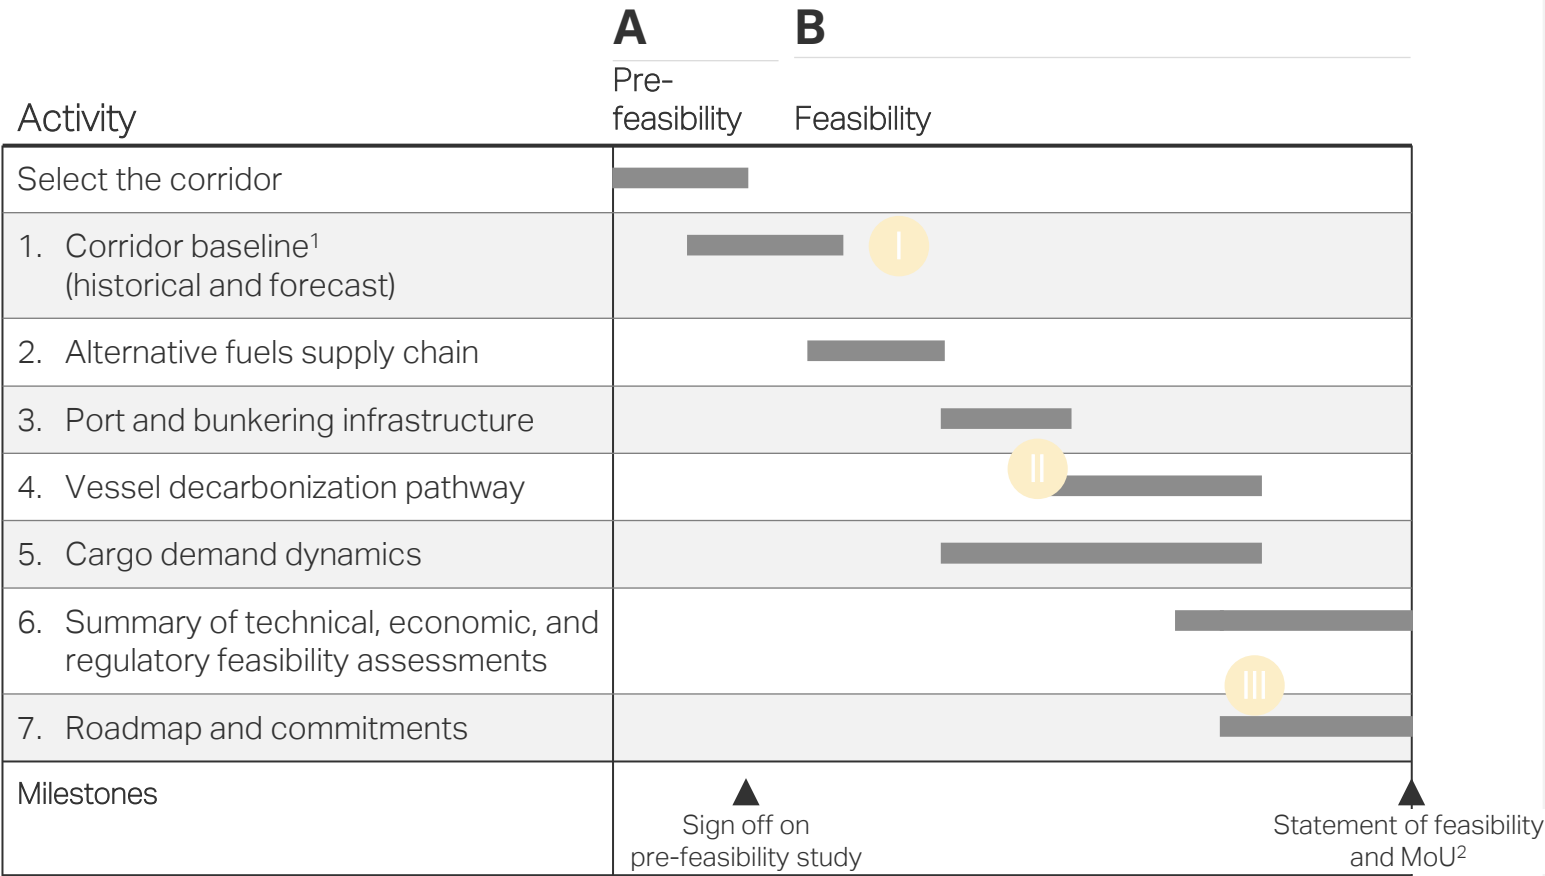 A
B
Pre-
feasibility
Feasibility
Activity
Select the corridor
1. Corridor baseline¹
(historical and forecast)
I
2. Alternative fuels supply chain
3. Port and bunkering infrastructure
II
4. Vessel decarbonization pathway
5. Cargo demand dynamics
6. Summary of technical, economic, and
regulatory feasibility assessments
III
7. Roadmap and commitments
Milestones
Sign off on
pre-feasibility study
Statement of feasibility
and MoU²